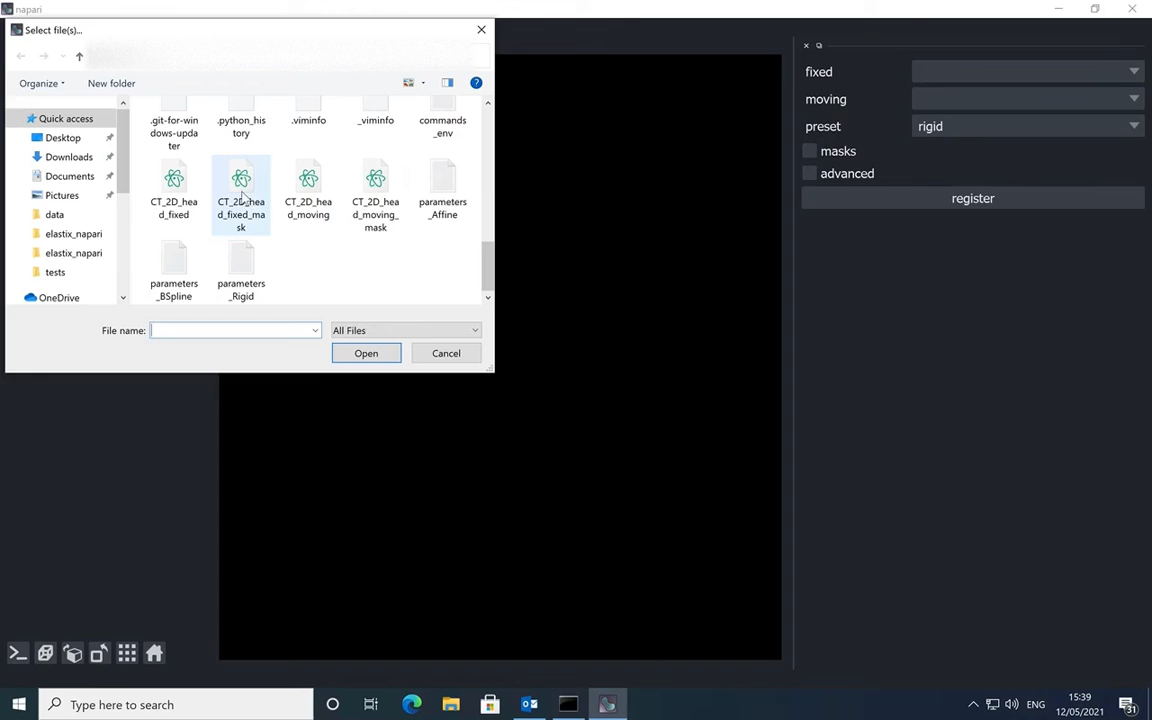 napari
Select file(s)...
Organize
New folder
?
Quick access
Desktop
Downloads
Documents
Pictures
data
elastix_napari
elastix_napari
tests
OneDrive
.git-for-win
dows-updat
er
.python_his
tory
.viminfo
_viminfo
commands
_env
CT_2D_hea
d_fixed
CT_2D_hea
d_fixed_ma
sk
CT_2D_hea
d_moving
CT_2D_hea
d_moving_
mask
parameters
_Affine
parameters
_BSpline
parameters
_Rigid
File name:
All Files
Open
Cancel
fixed
moving
preset
rigid
masks
advanced
register
Type here to search
ENG
15:39
12/05/2021
31